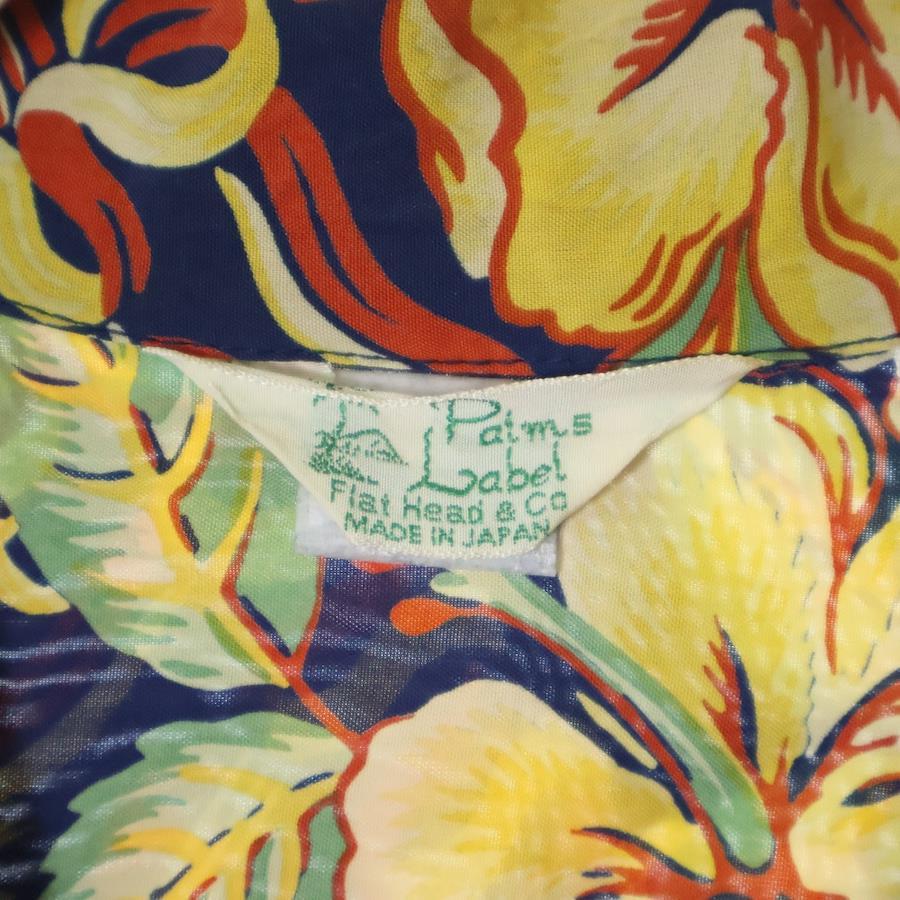 Palms
Label
Flat Head & Co
MADE IN JAPAN